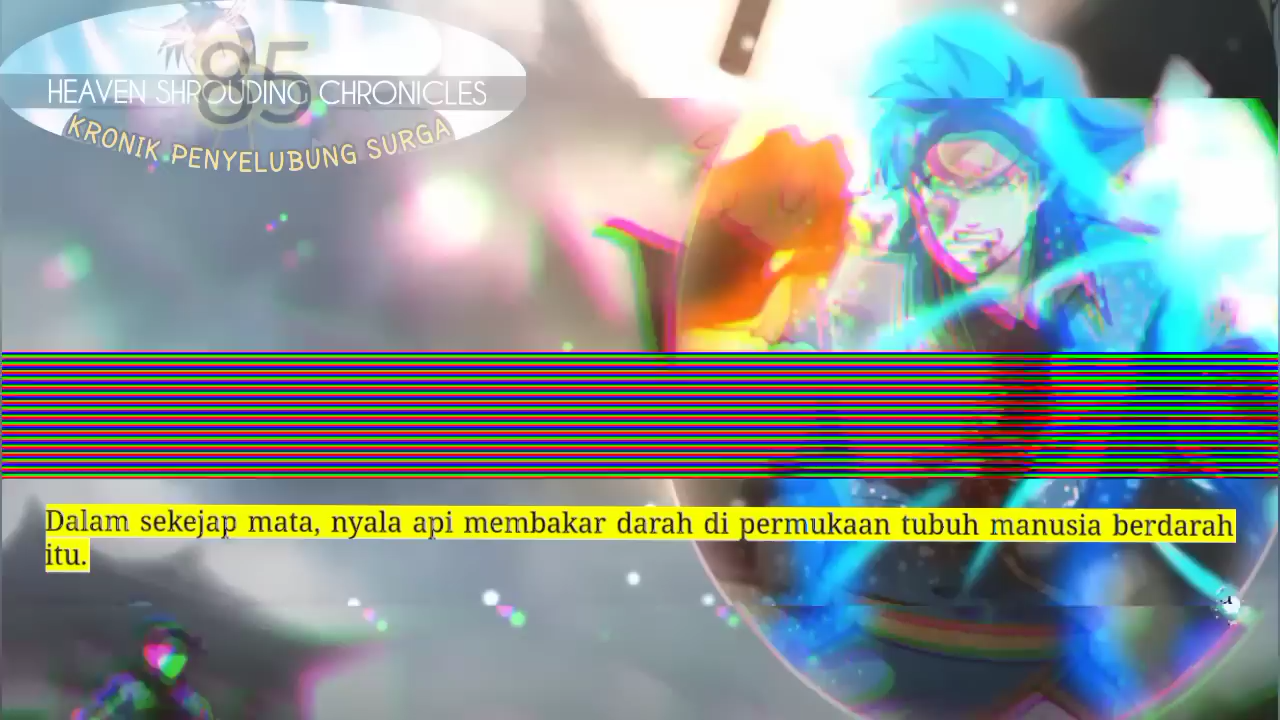 85
HEAVEN SHROUDING CHRONICLES
KRONIK PENYELUBUNG SURGA
Dalam sekejap mata, nyala api membakar darah di permukaan tubuh manusia berdarah
itu.